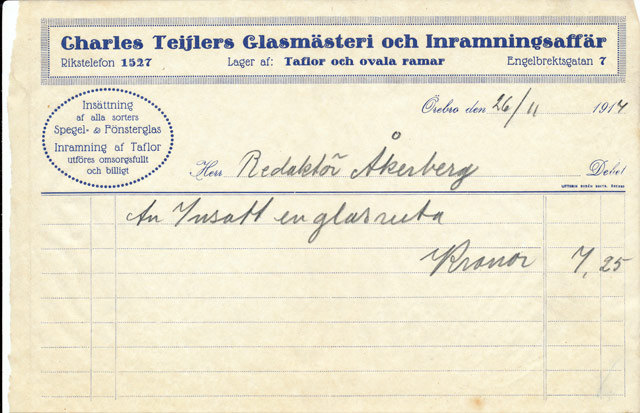 Charles Teijlers Glasmästeri och Inramningsaffär
Rikstelefon 1527 Lager af: Taflor och ovala ramar Engelbrektsgatan 7
Insättning
af alla sorters
Spegel- & Fönsterglas
Inramning af Taflor
utföres omsorgsfullt
och billigt
Örebro den 26/11 1914
Herr Redaktör Åkerberg Debet
An Insatt en glasruta
Kronor 7,25